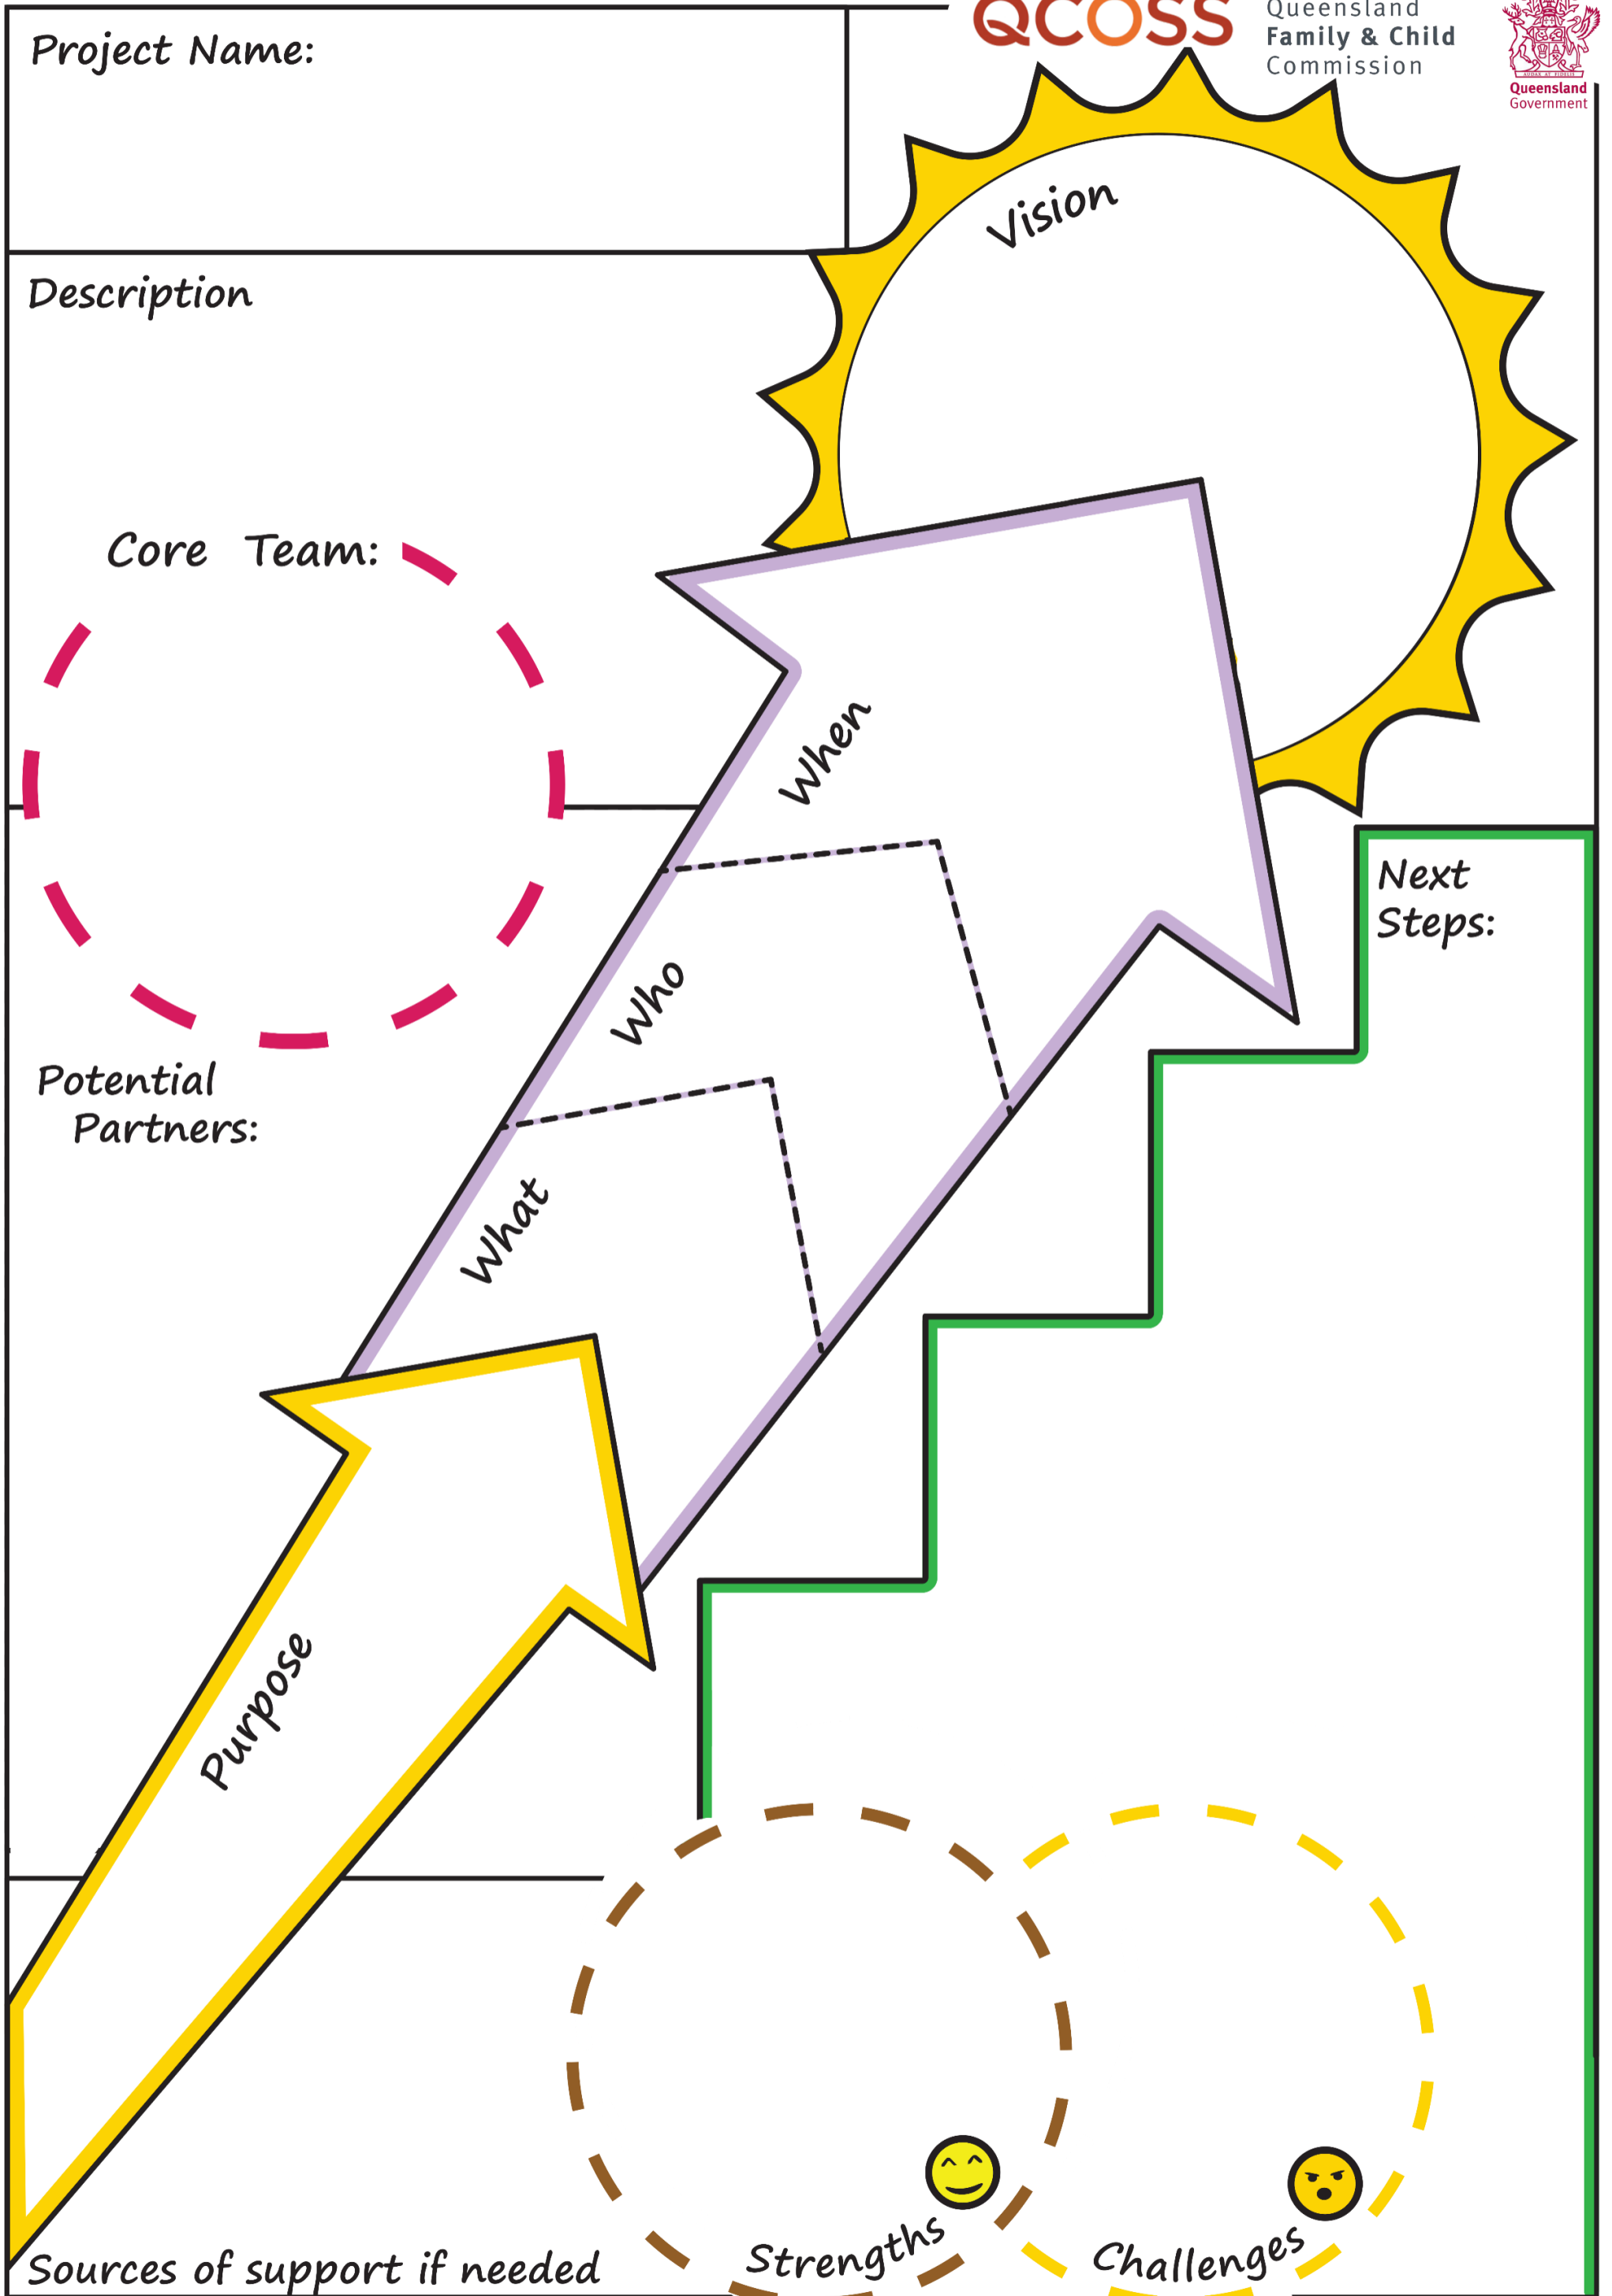 Project Name:
QCOSS
Queensland
Family & Child
Commission
Queensland
Government
Vision
Description
Core Team:
When
Next
Steps:
Who
Potential
Partners:
What
Purpose
Strengths
Challenges
Sources of support if needed